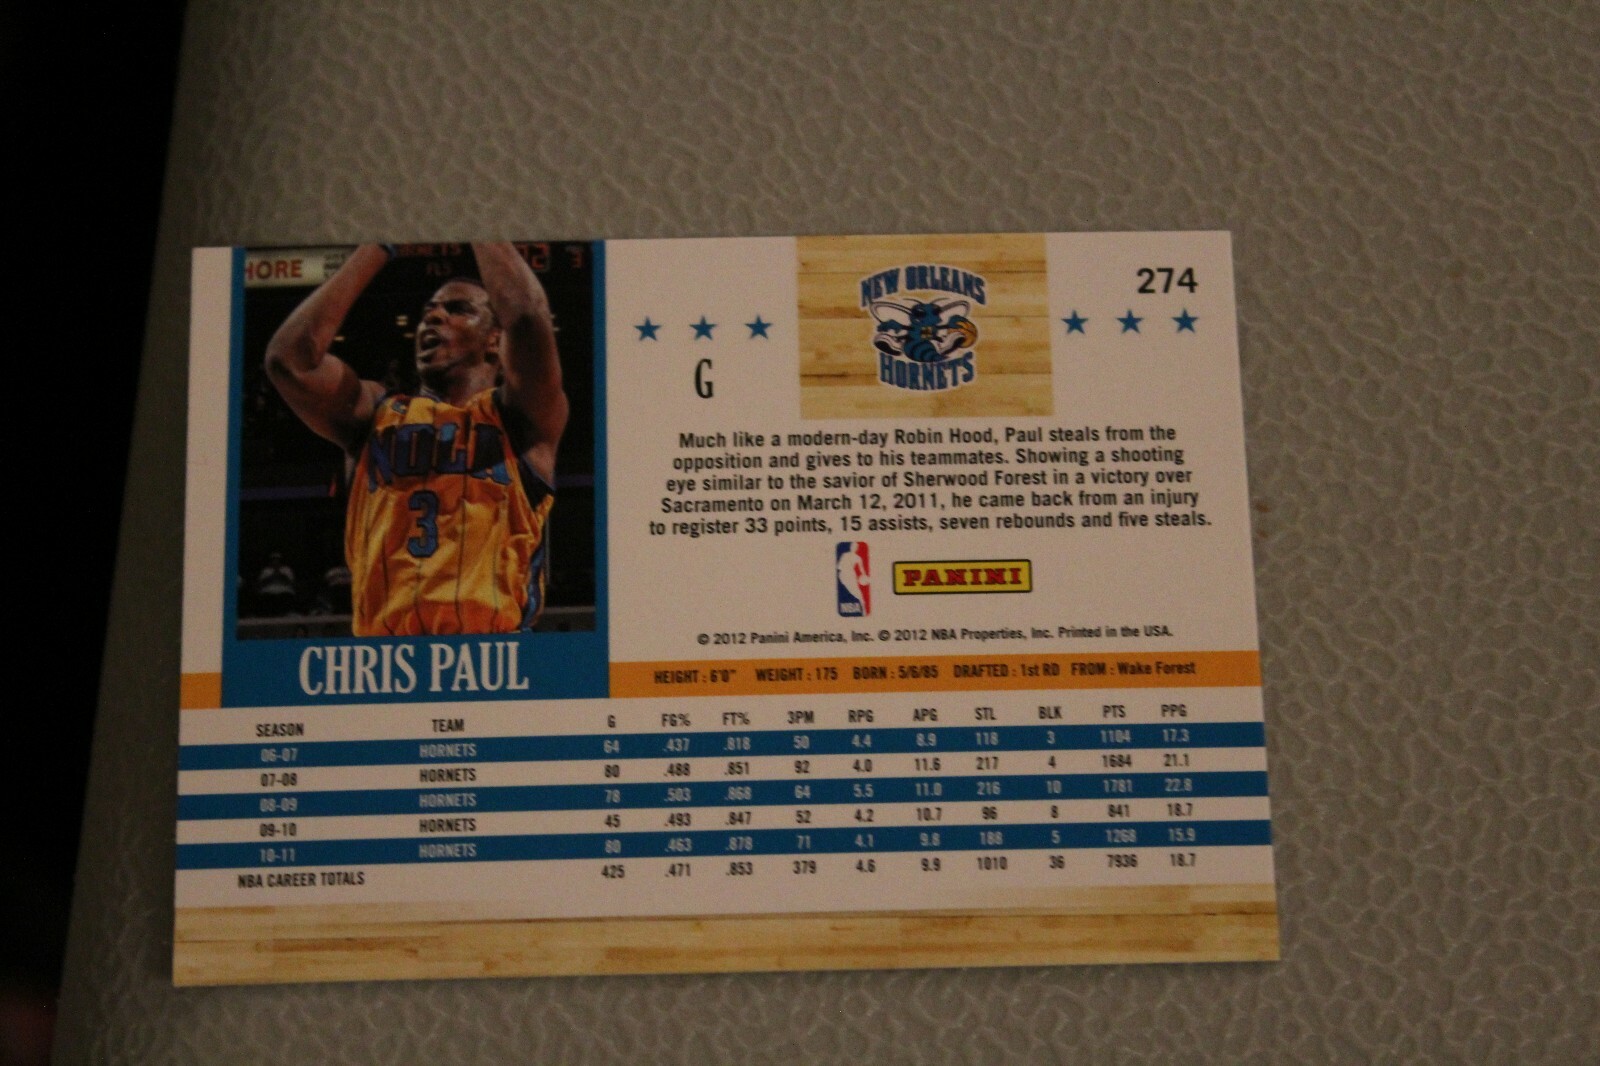 HORE
274
NEW ORLEANS
HORNETS
G
NOLA
3
Much like a modern-day Robin Hood, Paul steals from the
opposition and gives to his teammates. Showing a shooting
eye similar to the savior of Sherwood Forest in a victory over
Sacramento on March 12, 2011, he came back from an injury
to register 33 points, 15 assists, seven rebounds and five steals.
NBA
PANINI
© 2012 Panini America, Inc. © 2012 NBA Properties, Inc. Printed in the USA.
CHRIS PAUL
HEIGHT : 6'0" WEIGHT : 175 BORN : 5/6/85 DRAFTED : 1st RD FROM : Wake Forest
SEASON TEAM G FG% FT% 3PM RPG APG STL BLK PTS PPG
06-07 HORNETS 64 .437 .818 50 4.4 8.9 118 3 1104 17.3
07-08 HORNETS 80 .488 .851 92 4.0 11.6 217 4 1684 21.1
08-09 HORNETS 78 .503 .868 64 5.5 11.0 216 10 1781 22.8
09-10 HORNETS 45 .493 .847 52 4.2 10.7 96 8 841 18.7
10-11 HORNETS 80 .463 .878 71 4.1 9.8 188 5 1268 15.9
NBA CAREER TOTALS 425 .471 .853 379 4.6 9.9 1010 36 7936 18.7